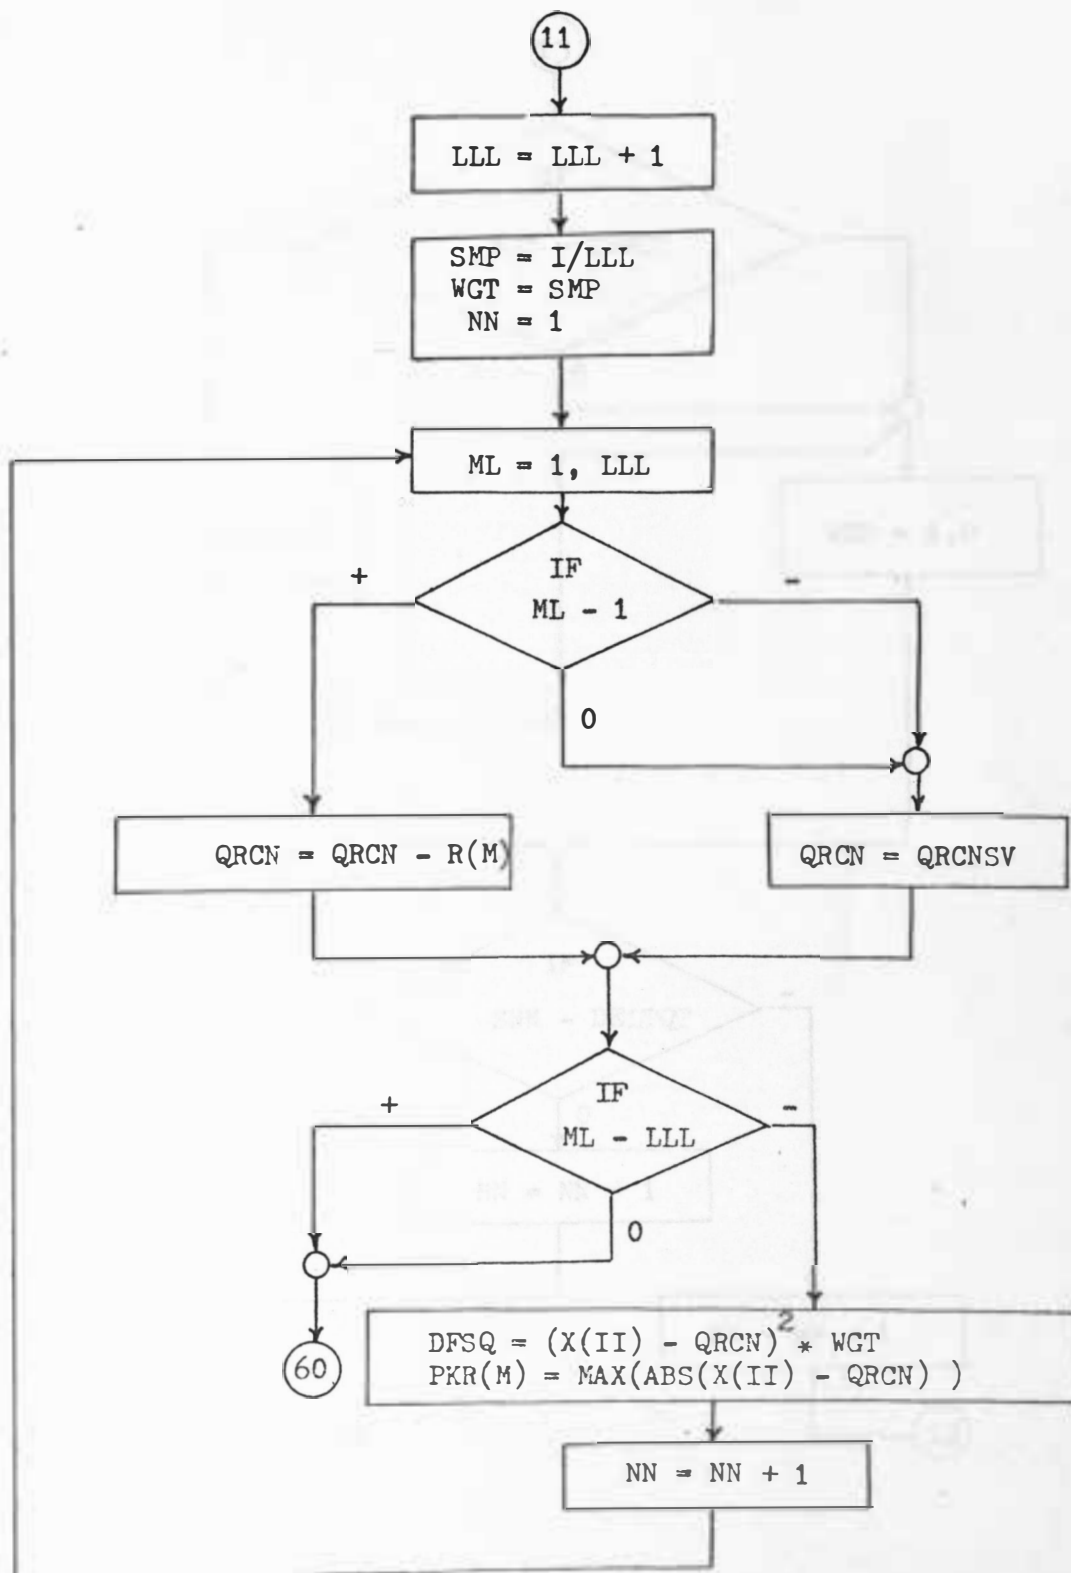 11
LLL = LLL + 1
SMP = I/LLL
WGT = SMP
NN = 1
ML = 1, LLL
IF
ML - 1
+
-
0
QRCN = QRCN - R(M)
QRCN = QRCNSV
IF
ML - LLL
+
-
0
60
DFSQ = (X(II) - QRCN)2 * WGT
PKR(M) = MAX(ABS(X(II) - QRCN) )
NN = NN + 1